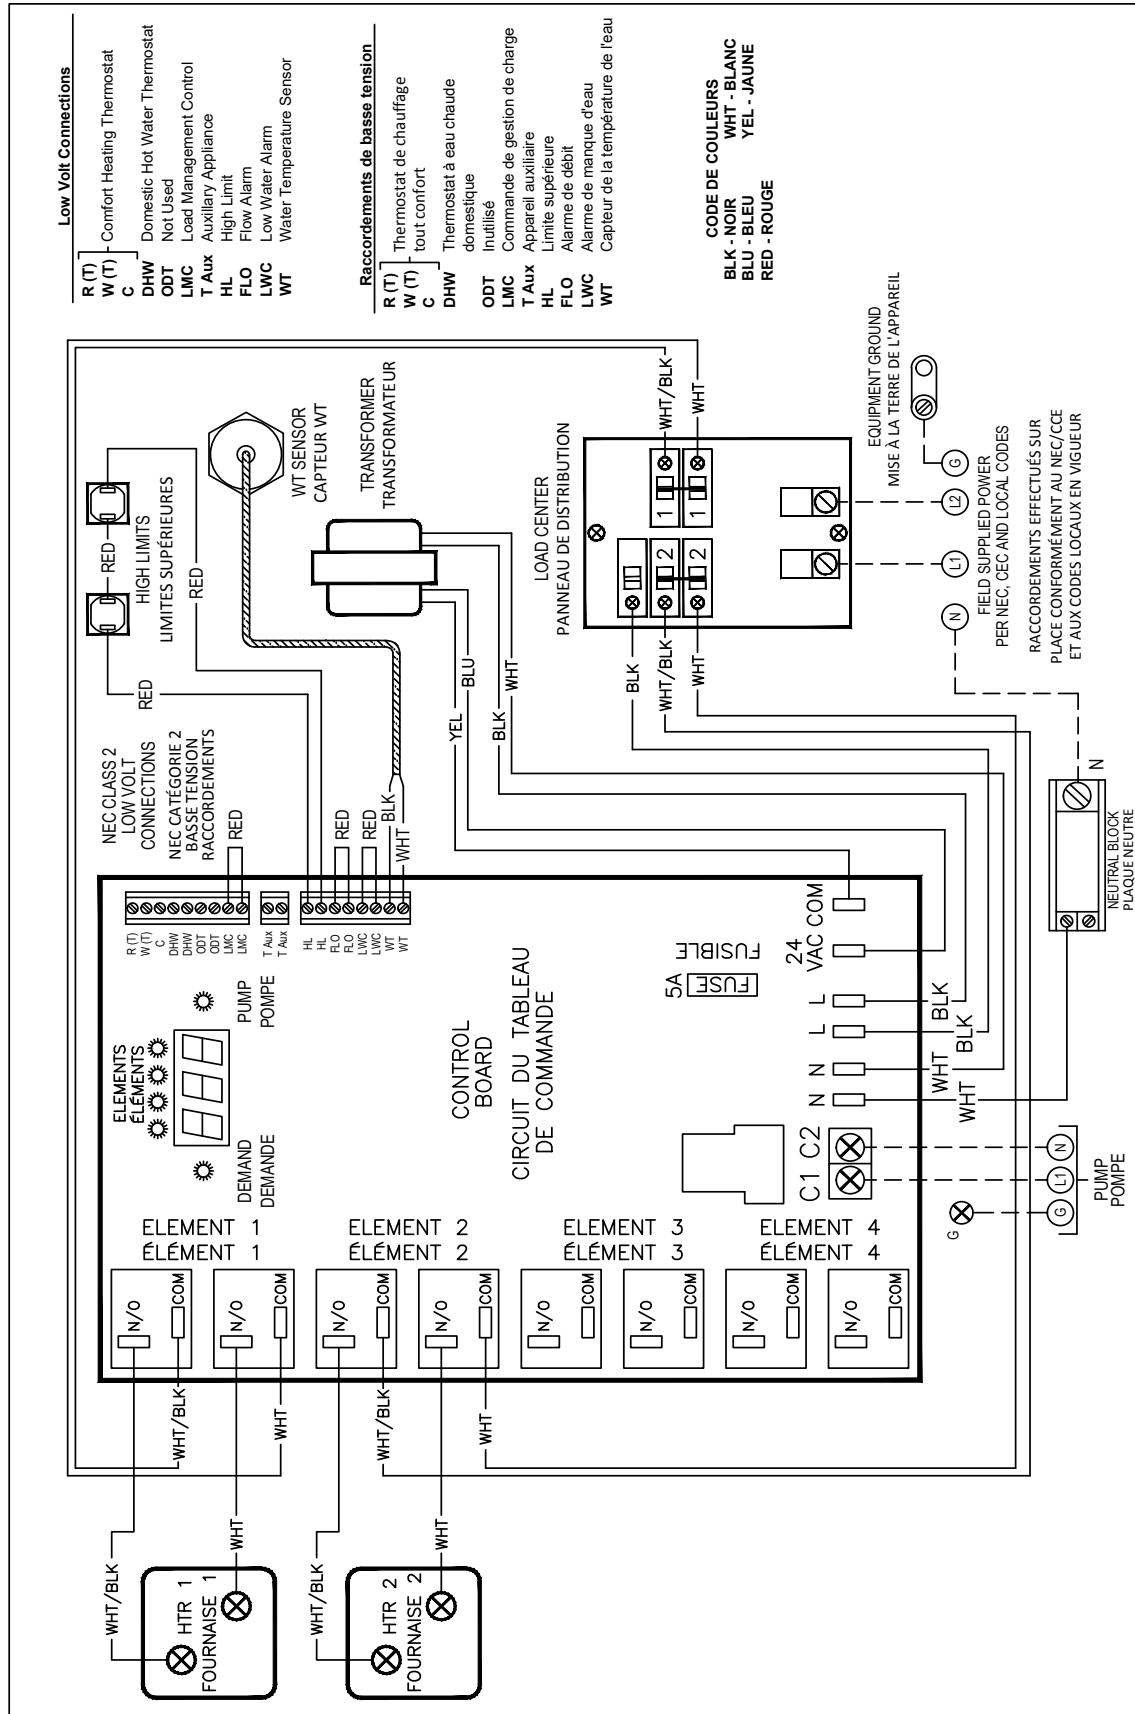 Low Volt Connections
R (T)
W (T) Comfort Heating Thermostat
C
DHW Domestic Hot Water Thermostat
ODT Not Used
LMC Load Management Control
T Aux Auxillary Appliance
HL High Limit
FLO Flow Alarm
LWC Low Water Alarm
WT Water Temperature Sensor
Raccordements de basse tension
R (T) Thermostat de chauffage
W (T) tout confort
C
DHW Thermostat à eau chaude
domestique
ODT Inutilisé
LMC Commande de gestion de charge
T Aux Appareil auxiliaire
HL Limite supérieure
FLO Alarme de débit
LWC Alarme de manque d'eau
WT Capteur de la température de l'eau
CODE DE COULEURS
BLK - NOIR WHT - BLANC
BLU - BLEU YEL - JAUNE
RED - ROUGE
RED
RED
RED
HIGH LIMITS
LIMITES SUPÉRIEURES
WT SENSOR
CAPTEUR WT
TRANSFORMER
TRANSFORMATEUR
LOAD CENTER
PANNEAU DE DISTRIBUTION
1
1
2
2
WHT/BLK
WHT
BLK
WHT/BLK
WHT
EQUIPMENT GROUND
MISE À LA TERRE DE L'APPAREIL
N
L1
L2
G
FIELD SUPPLIED POWER
PER NEC, CEC AND LOCAL CODES
RACCORDEMENTS EFFECTUÉS SUR
PLACE CONFORMÉMENT AU NEC/CCE
ET AUX CODES LOCAUX EN VIGUEUR
YEL
BLU
BLK
WHT
NEC CLASS 2
LOW VOLT
CONNECTIONS
NEC CATÉGORIE 2
BASSE TENSION
RACCORDEMENTS
RED
RED
RED
BLK
WHT
R (T)
W (T)
C
DHW
DHW
ODT
ODT
LMC
LMC
T Aux
T Aux
HL
HL
FLO
FLO
LWC
LWC
WT
WT
ELEMENTS
ÉLÉMENTS
PUMP
POMPE
DEMAND
DEMANDE
CONTROL
BOARD
CIRCUIT DU TABLEAU
DE COMMANDE
FUSIBLE
FUSE
5A
24
VAC COM
L
L
N
N
BLK
BLK
WHT
WHT
C1 C2
NEUTRAL BLOCK
PLAQUE NEUTRE
N
G
G
L1
N
PUMP
POMPE
ELEMENT 1
ÉLÉMENT 1
ELEMENT 2
ÉLÉMENT 2
ELEMENT 3
ÉLÉMENT 3
ELEMENT 4
ÉLÉMENT 4
N/O
COM
N/O
COM
N/O
COM
N/O
COM
N/O
COM
N/O
COM
N/O
COM
N/O
COM
WHT/BLK
WHT
WHT/BLK
WHT
WHT/BLK
WHT
WHT/BLK
WHT
HTR 1
FOURNAISE 1
HTR 2
FOURNAISE 2